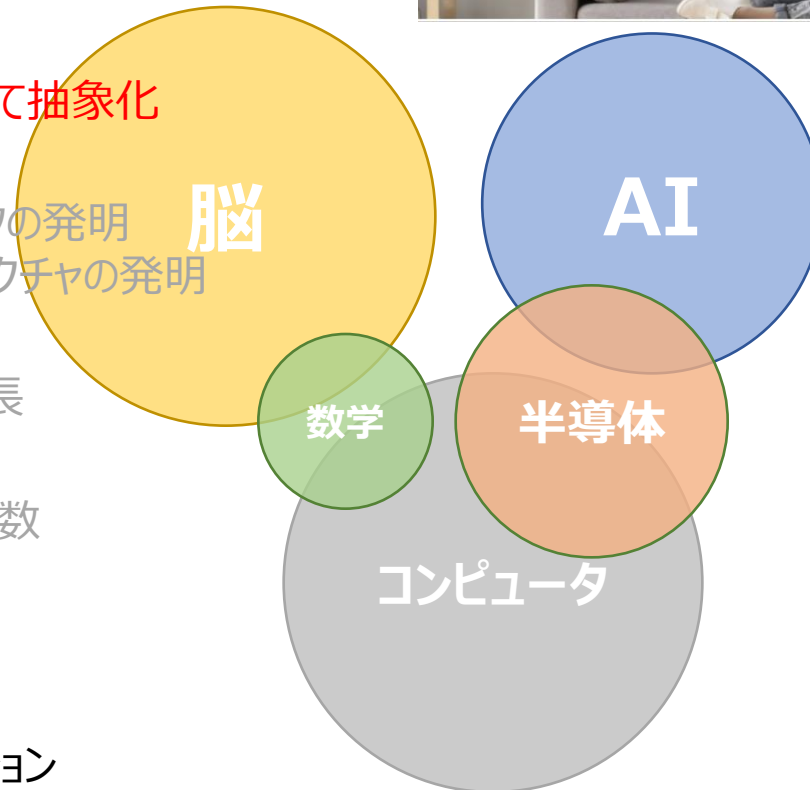 て抽象化
の発明
クチャの発明
長
数
ョン
脳
AI
数学
半導体
コンピュータ